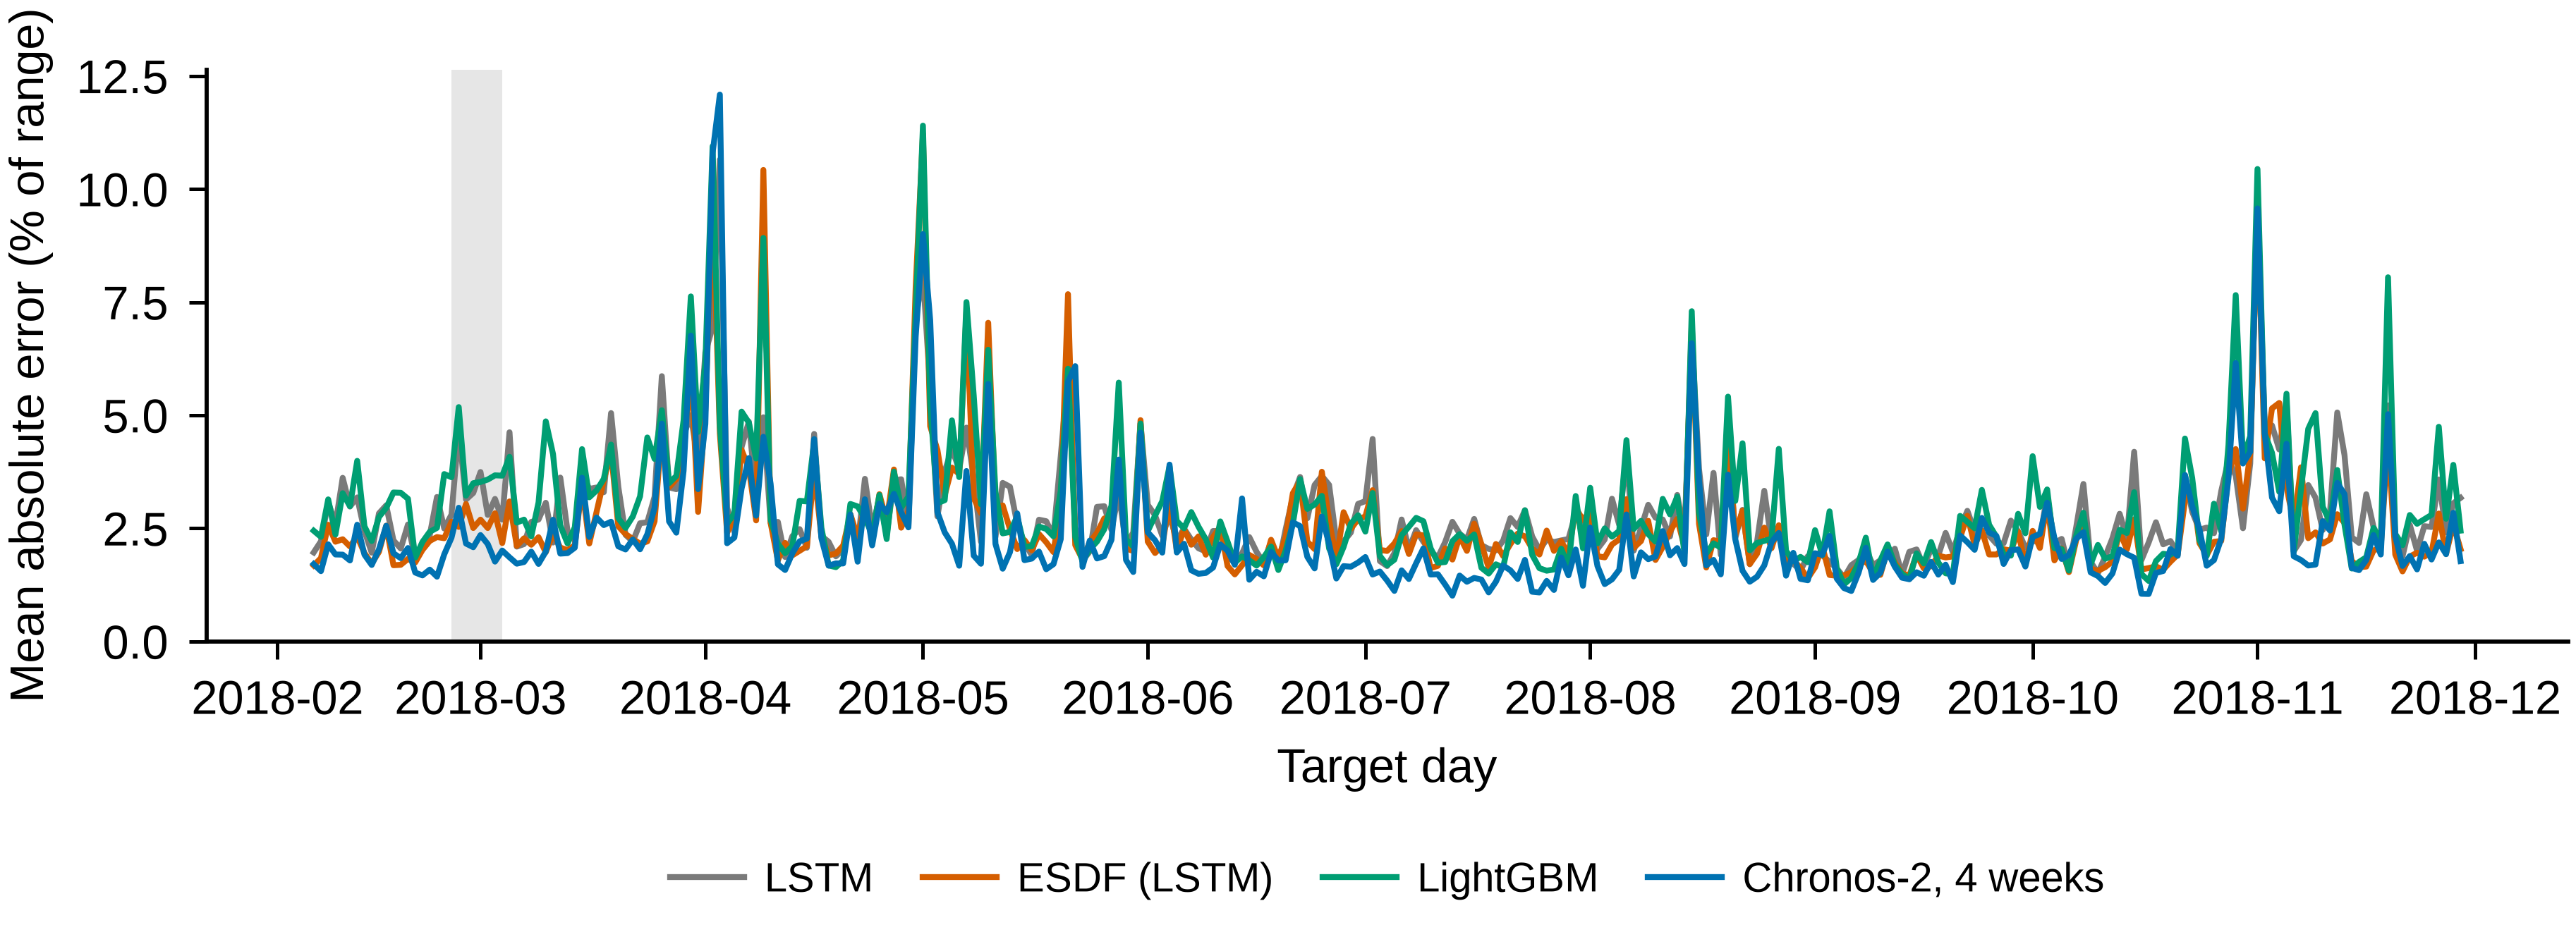 Mean absolute error (% of range)
12.5
10.0
7.5
5.0
2.5
0.0
2018-02 2018-03 2018-04 2018-05 2018-06 2018-07 2018-08 2018-09 2018-10 2018-11 2018-12
Target day
LSTM ESDF (LSTM) LightGBM Chronos-2, 4 weeks